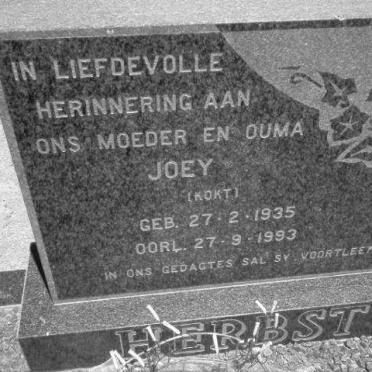 IN LIEFDEVOLLE
HERINNERING AAN
ONS MOEDER EN OUMA
JOEY
(KOKT)
GEB. 27-2-1935
OORL. 27-9-1993
IN ONS GEDAGTES SAL SY VOORTLEEF
HERBST